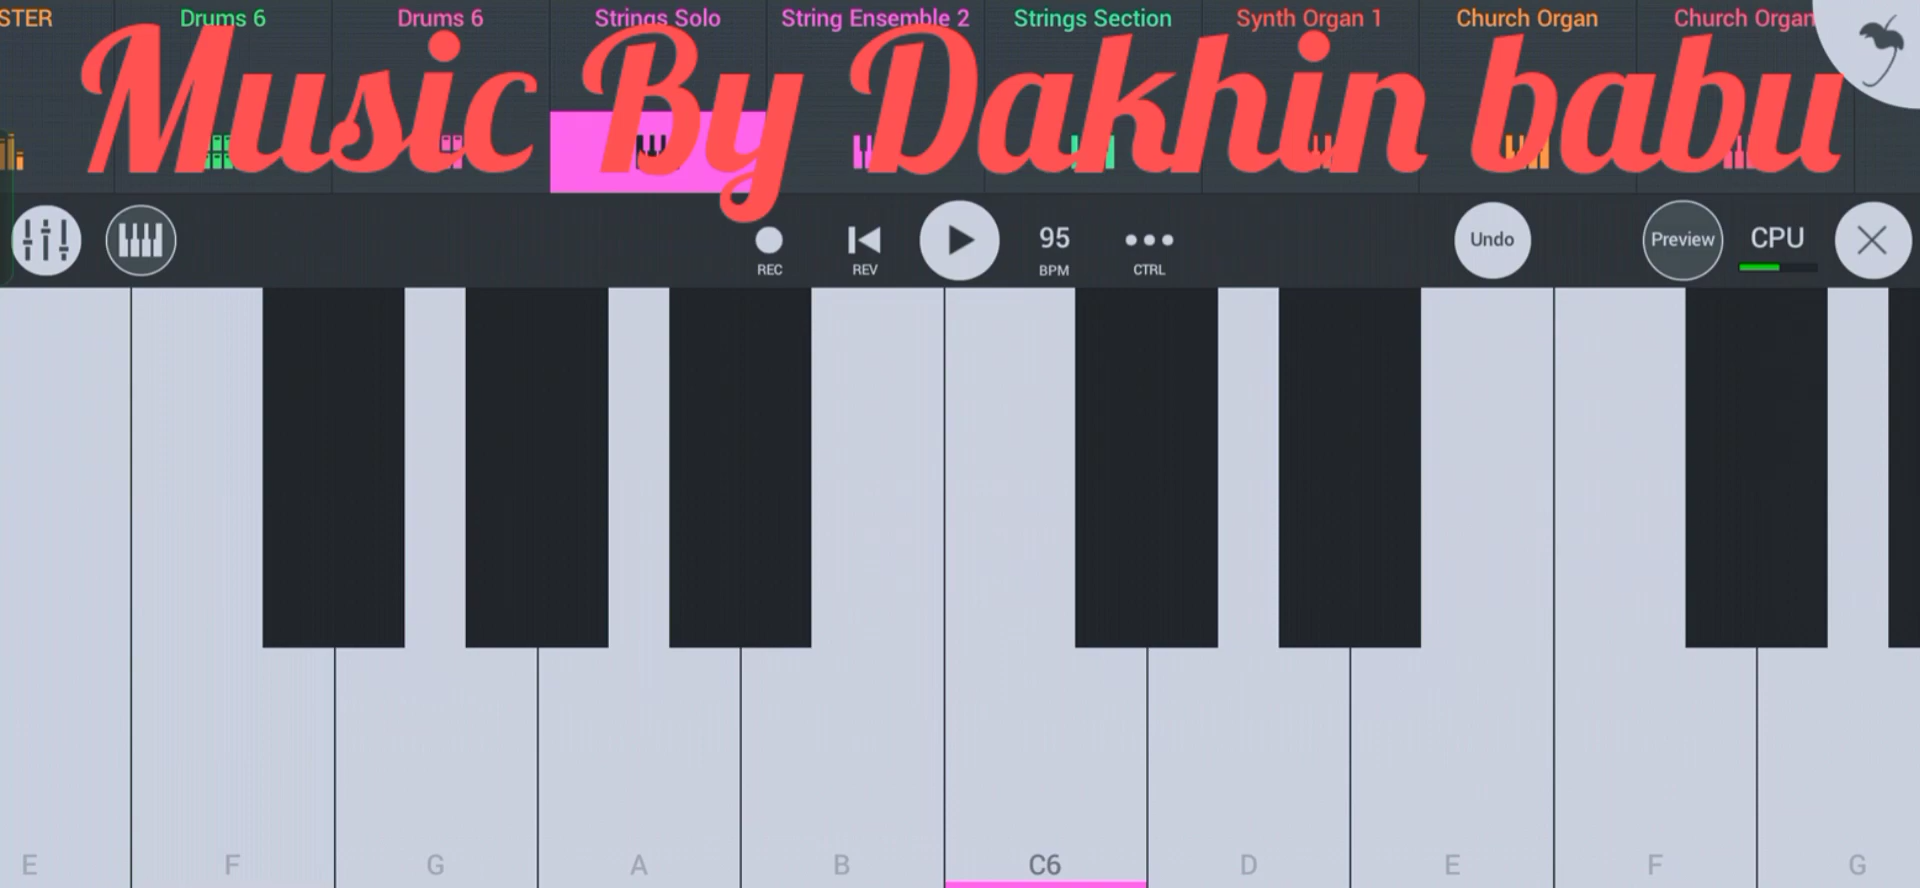 STER Drums 6 Drums 6 Strings Solo String Ensemble 2 Strings Section Synth Organ 1 Church Organ Church Organ
Music By Dakhin babu
95 Undo Preview CPU
REC REV BPM CTRL
E F G A B C6 D E F G